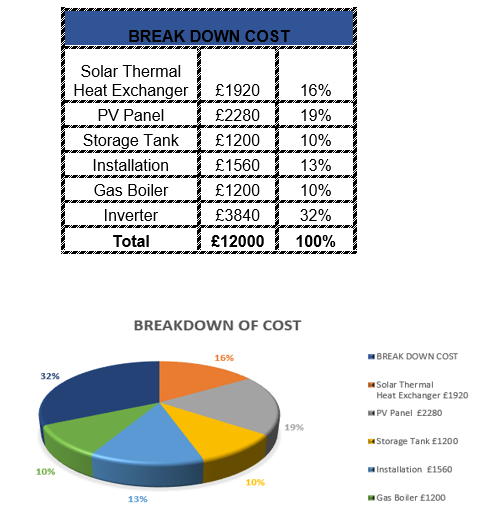 BREAK DOWN COST
Solar Thermal
Heat Exchanger £1920 16%
PV Panel £2280 19%
Storage Tank £1200 10%
Installation £1560 13%
Gas Boiler £1200 10%
Inverter £3840 32%
Total £12000 100%
BREAKDOWN OF COST
16%
32%
19%
10%
10%
13%
BREAK DOWN COST
Solar Thermal
Heat Exchanger £1920
PV Panel £2280
Storage Tank £1200
Installation £1560
Gas Boiler £1200